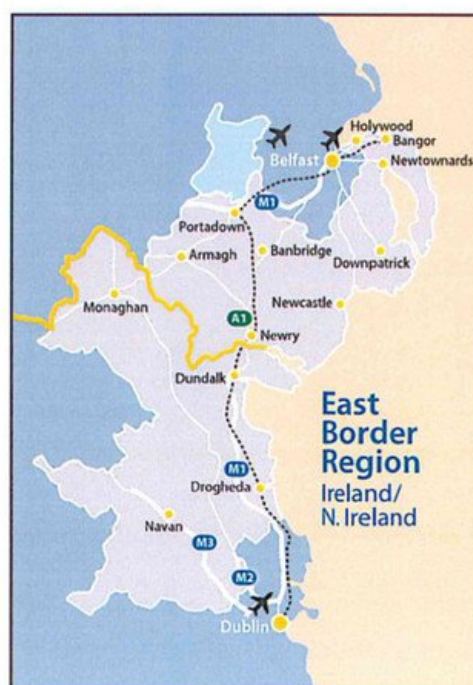 Holywood
Bangor
Belfast
Newtownards
M1
Portadown
Armagh
Banbridge
Downpatrick
Monaghan
Newcastle
A1
Newry
Dundalk
East
Border
Region
Ireland/
N. Ireland
M1
Drogheda
Navan
M3
M2
Dublin